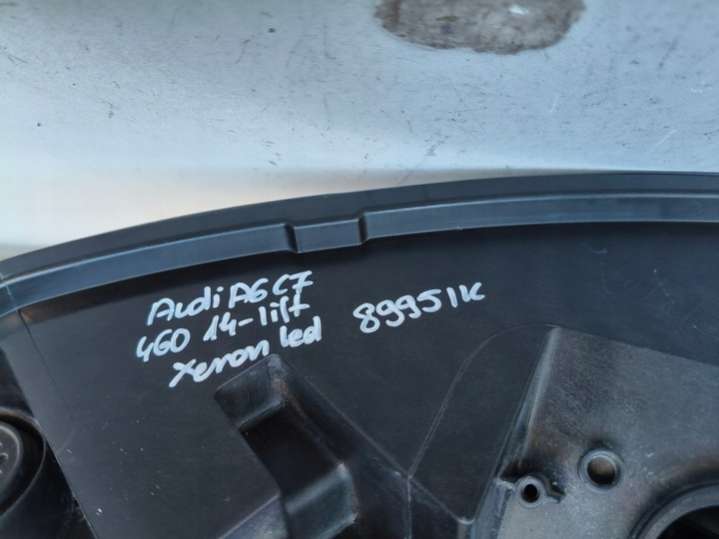 Audi A6 C7
4G0 14-lift
xenon led
89951K